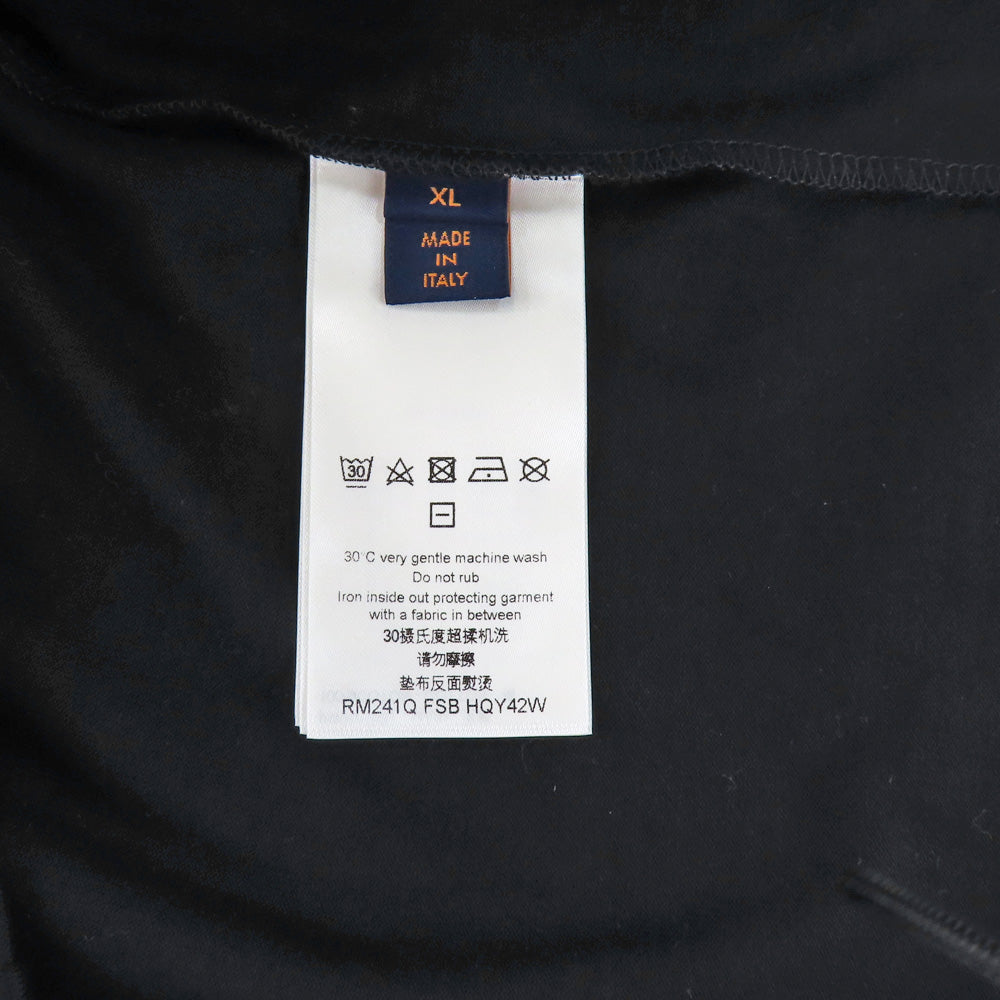 XL
MADE
IN
ITALY
30
30°C very gentle machine wash
Do not rub
Iron inside out protecting garment
with a fabric in between
30摄氏度超揉机洗
请勿摩擦
垫布反面熨烫
RM241Q FSB HQY42W